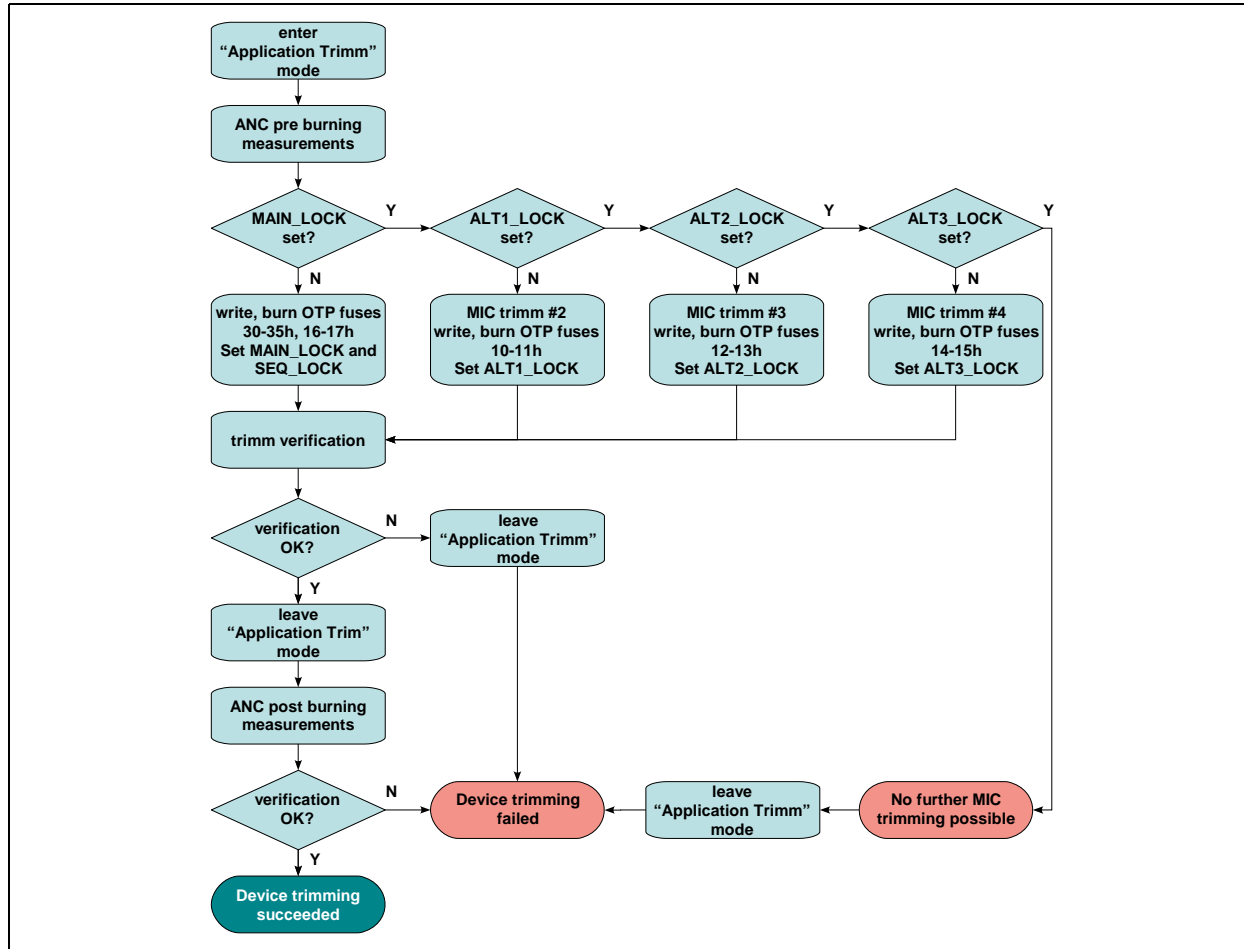 enter
“Application Trimm”
mode
ANC pre burning
measurements
MAIN_LOCK
set?
Y
ALT1_LOCK
set?
Y
ALT2_LOCK
set?
Y
ALT3_LOCK
set?
Y
N
N
N
N
write, burn OTP fuses
30-35h, 16-17h
Set MAIN_LOCK and
SEQ_LOCK
MIC trimm #2
write, burn OTP fuses
10-11h
Set ALT1_LOCK
MIC trimm #3
write, burn OTP fuses
12-13h
Set ALT2_LOCK
MIC trimm #4
write, burn OTP fuses
14-15h
Set ALT3_LOCK
trimm verification
verification
OK?
N
leave
“Application Trimm”
mode
Y
leave
“Application Trim”
mode
ANC post burning
measurements
verification
OK?
N
Device trimming
failed
leave
“Application Trimm”
mode
No further MIC
trimming possible
Y
Device trimming
succeeded